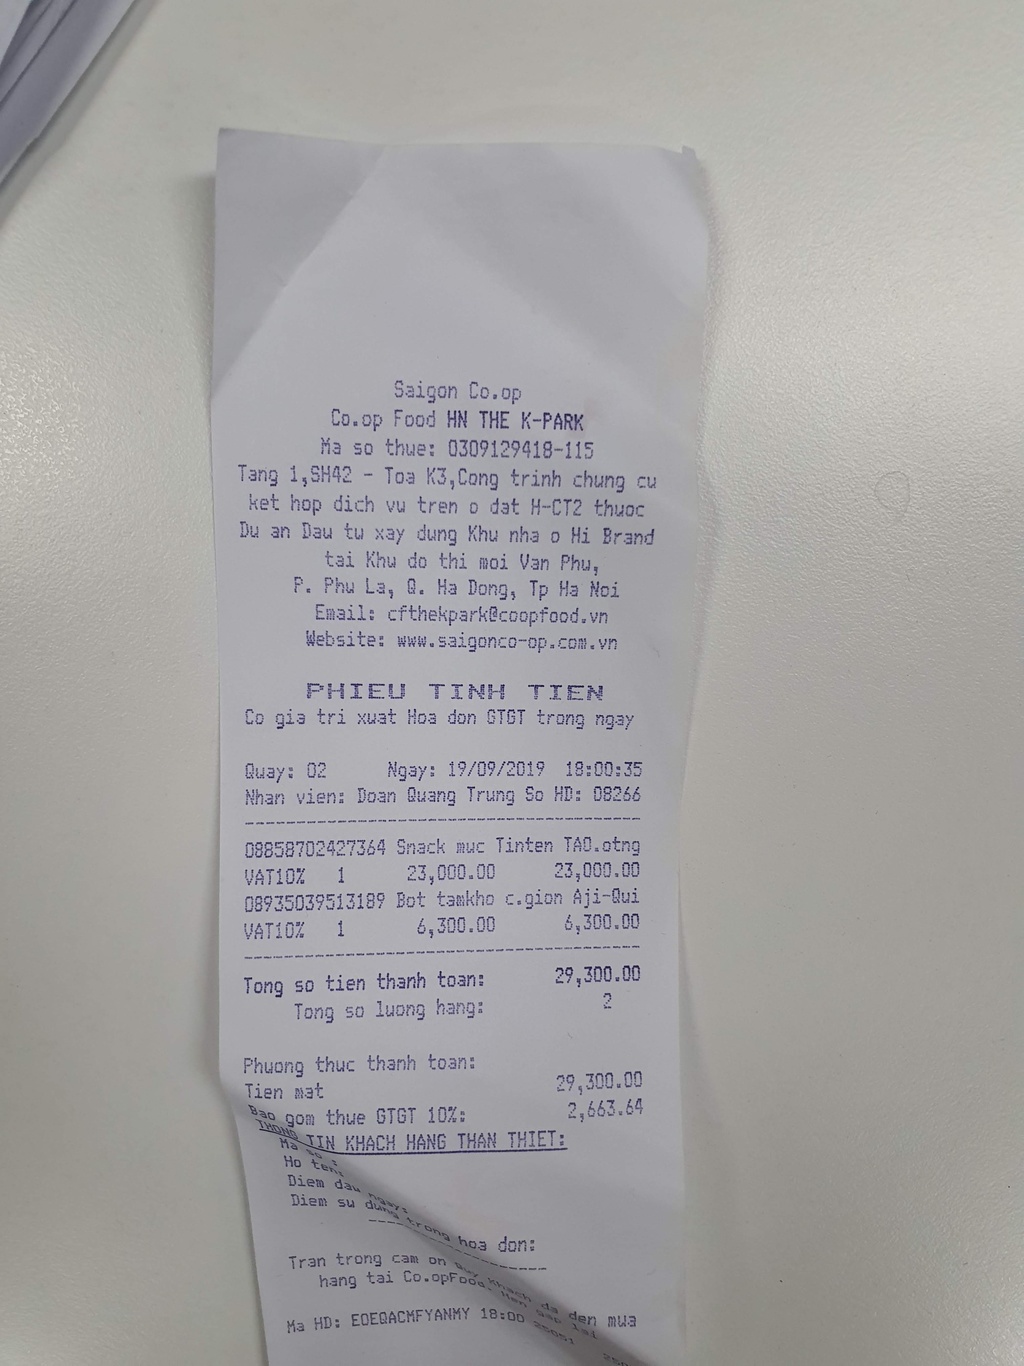 Saigon Co.op
Co.op Food HN THE K-PARK
Ma so thue: 0309129418-115
Tang 1,SH42 - Toa K3,Cong trinh chung cu
ket hop dich vu tren o dat H-CT2 thuoc
Du an Dau tu xay dung Khu nha o Hi Brand
tai Khu do thi moi Van Phu,
P. Phu La, Q. Ha Dong, Tp Ha Noi
Email: cfthekpark@coopfood.vn
Website: www.saigonco-op.com.vn
PHIEU TINH TIEN
Co gia tri xuat Hoa don GTGT trong ngay
Quay: 02 Ngay: 19/09/2019 18:00:35
Nhan vien: Doan Quang Trung So HD: 08266
08858702427364 Snack muc Tinten TAO.otng
VAT10% 1 23,000.00 23,000.00
08935039513189 Bot tamkho c.gion Aji-Qui
VAT10% 1 6,300.00 6,300.00
Tong so tien thanh toan: 29,300.00
Tong so luong hang: 2
Phuong thuc thanh toan:
Tien mat 29,300.00
Bao gom thue GTGT 10%: 2,663.64
THONG TIN KHACH HANG THAN THIET:
Ma so :
Ho ten:
Diem dau ngay:
Diem su dung trong hoa don:
Tran trong cam on Quy khach da den mua
hang tai Co.opFood. Hen gap lai
Ma HD: EOEQACMFYANMY 18:00